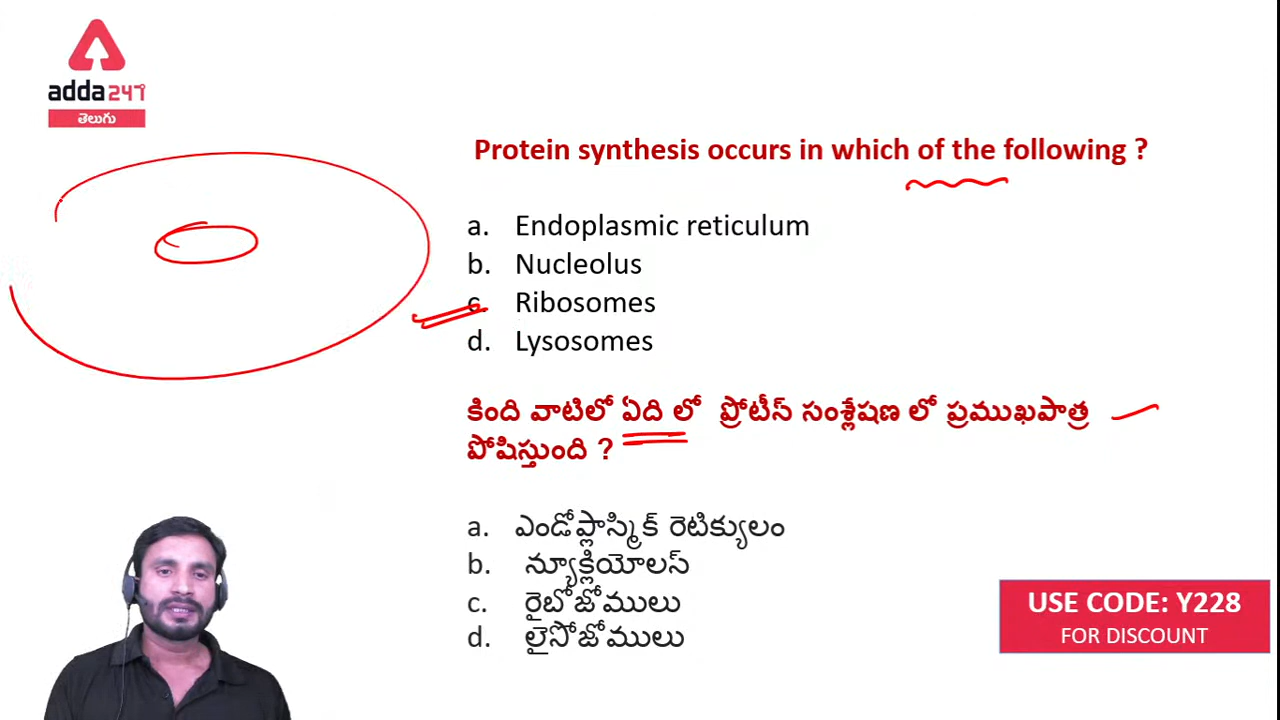 adda247
తెలుగు
Protein synthesis occurs in which of the following ?
a. Endoplasmic reticulum
b. Nucleolus
c. Ribosomes
d. Lysosomes
కింది వాటిలో ఏది లో ప్రోటీస్ సంశ్లేషణ లో ప్రముఖపాత్ర
పోషిస్తుంది ?
a. ఎండోప్లాస్మిక్ రెటిక్యులం
b. న్యూక్లియోలస్
c. రైబోజోములు
d. లైసోజోములు
USE CODE: Y228
FOR DISCOUNT